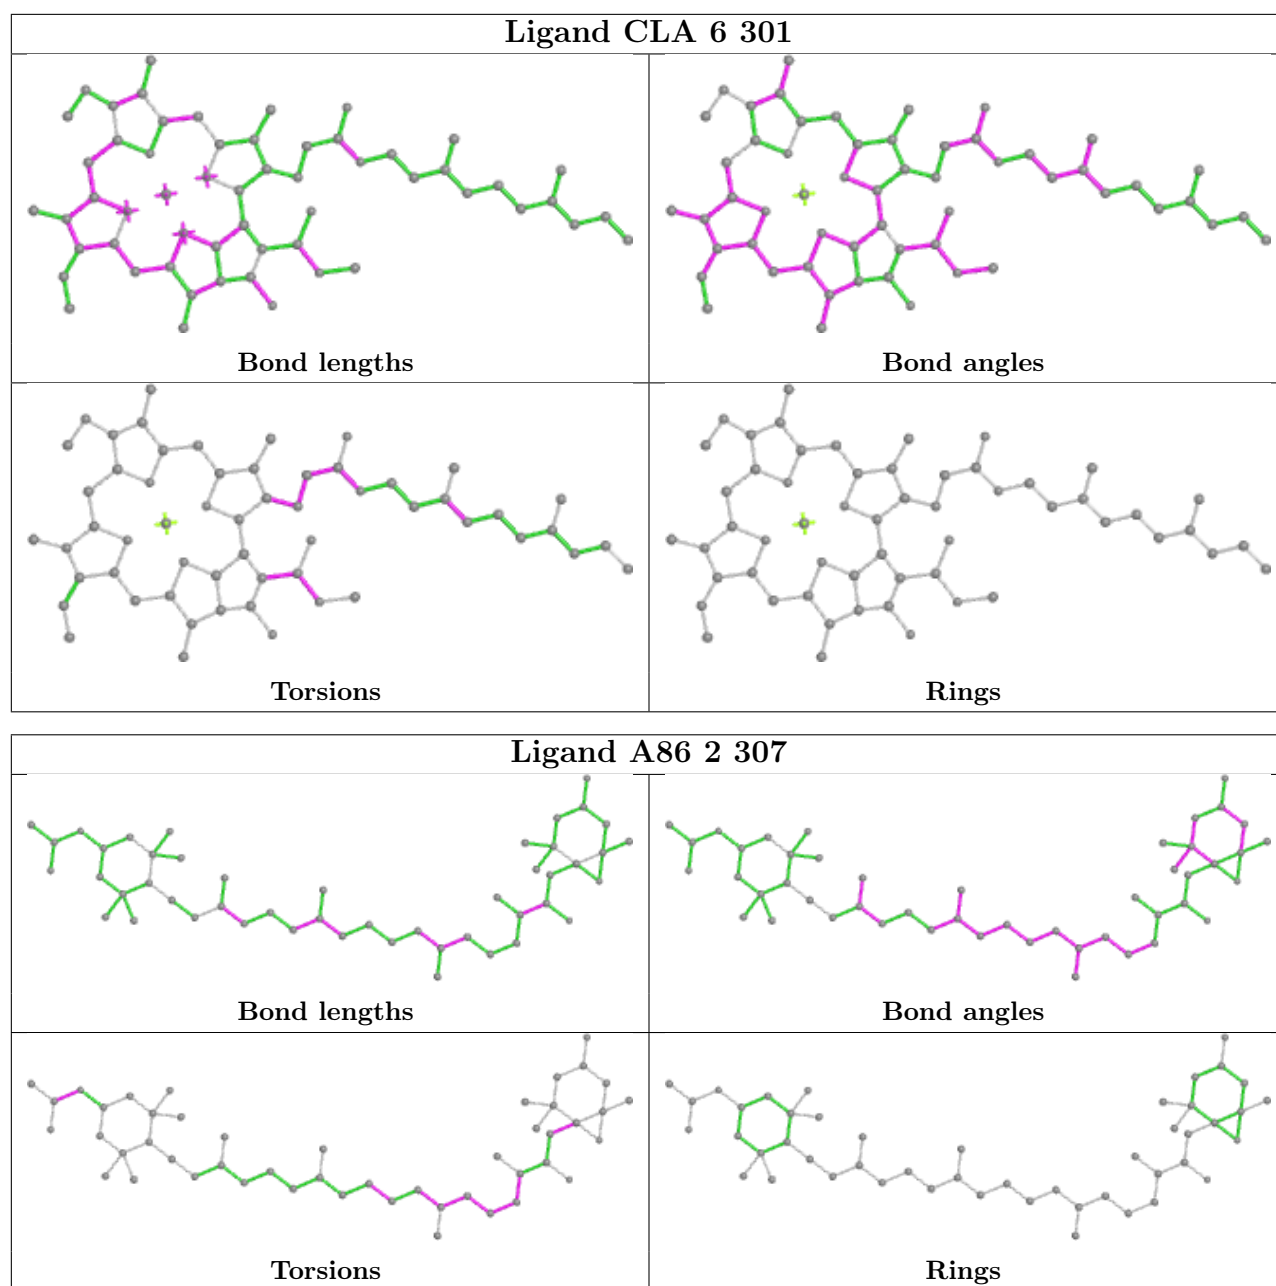 Ligand CLA 6 301
Bond lengths
Bond angles
Torsions
Rings
Ligand A86 2 307
Bond lengths
Bond angles
Torsions
Rings